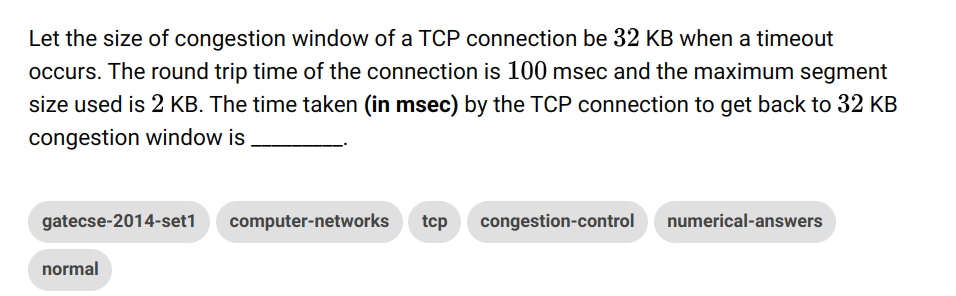 Let the size of congestion window of a TCP connection be 32 KB when a timeout
occurs. The round trip time of the connection is 100 msec and the maximum segment
size used is 2 KB. The time taken (in msec) by the TCP connection to get back to 32 KB
congestion window is _________.
gatecse-2014-set1 computer-networks tcp congestion-control numerical-answers
normal